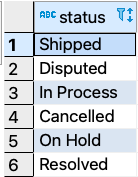 ABC status
1 Shipped
2 Disputed
3 In Process
4 Cancelled
5 On Hold
6 Resolved